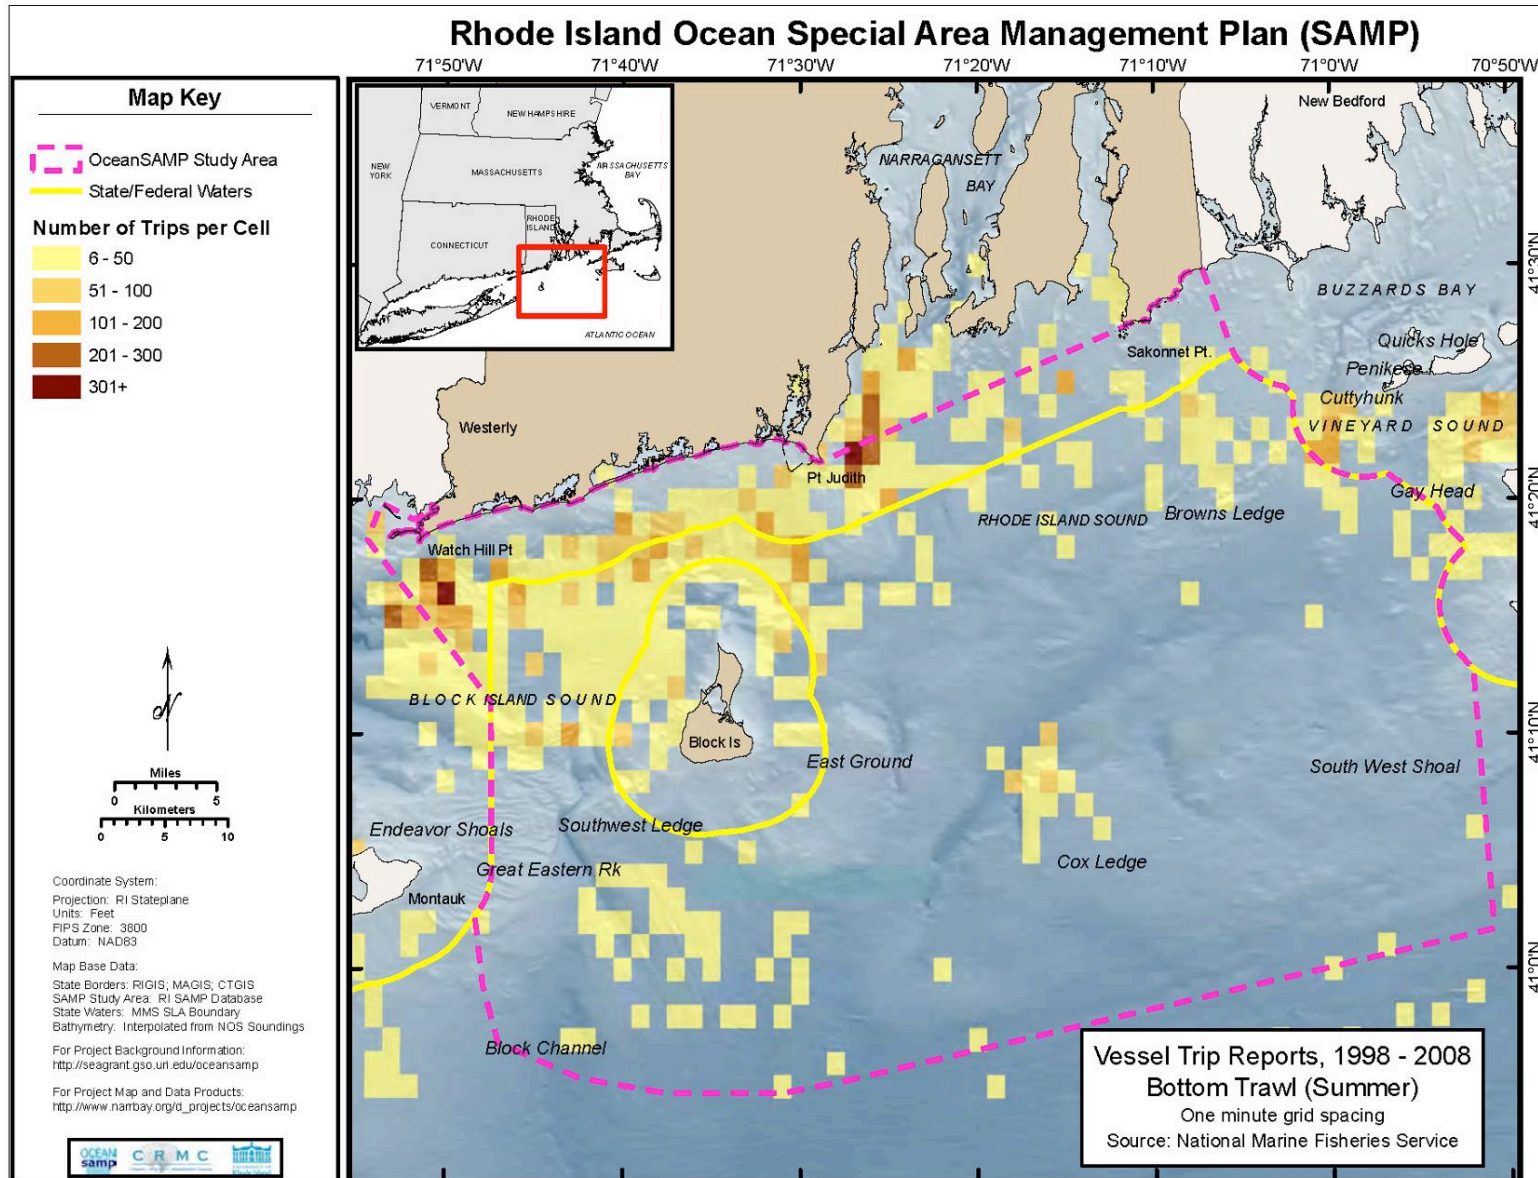 Rhode Island Ocean Special Area Management Plan (SAMP)
71°50'W
71°40'W
71°30'W
71°20'W
71°10'W
71°0'W
70°50'W
Map Key
OceanSAMP Study Area
State/Federal Waters
Number of Trips per Cell
6 - 50
51 - 100
101 - 200
201 - 300
301+
N
Miles
0 5
Kilometers
0 5 10
Coordinate System:
Projection: RI Stateplane
Units: Feet
FIPS Zone: 3800
Datum: NAD83
Map Base Data:
State Borders: RIGIS; MAGIS; CTGIS
SAMP Study Area: RI SAMP Database
State Waters: MMS SLA Boundary
Bathymetry: Interpolated from NOS Soundings
For Project Background Information:
http://seagrant.gso.uri.edu/oceansamp
For Project Map and Data Products:
http://www.narrbay.org/d_projects/oceansamp
OCEAN
samp
CRMC
VERMONT
NEW HAMPSHIRE
NEW
YORK
MASSACHUSETTS
MASSACHUSETTS
BAY
CONNECTICUT
RHODE
ISLAND
ATLANTIC OCEAN
New Bedford
NARRAGANSETT
BAY
41°30'N
BUZZARDS BAY
Quicks Hole
Sakonnet Pt.
Penikese
Cuttyhunk
VINEYARD SOUND
Westerly
Pt Judith
Gay Head
41°20'N
RHODE ISLAND SOUND
Browns Ledge
Watch Hill Pt
BLOCK ISLAND SOUND
Block Is
41°10'N
East Ground
South West Shoal
Endeavor Shoals
Southwest Ledge
Great Eastern Rk
Cox Ledge
Montauk
41°0'N
Block Channel
Vessel Trip Reports, 1998 - 2008
Bottom Trawl (Summer)
One minute grid spacing
Source: National Marine Fisheries Service